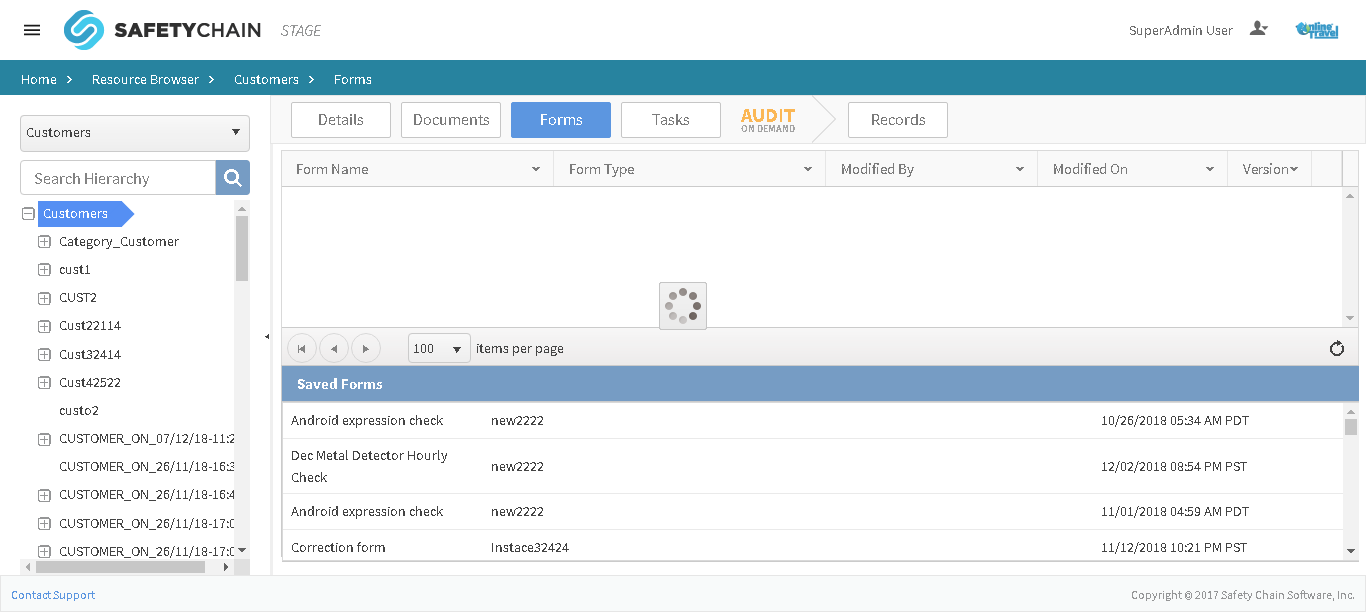 SAFETYCHAIN STAGE
SuperAdmin User
Online Travel
Home Resource Browser Customers Forms
Customers
Search Hierarchy
Customers
Category_Customer
cust1
CUST2
Cust22114
Cust32414
Cust42522
custo2
CUSTOMER_ON_07/12/18-11:2
CUSTOMER_ON_26/11/18-16:3
CUSTOMER_ON_26/11/18-16:4
CUSTOMER_ON_26/11/18-17:0
CUSTOMER_ON_26/11/18-17:0
Details Documents Forms Tasks AUDIT ON DEMAND Records
Form Name Form Type Modified By Modified On Version
100 items per page
Saved Forms
Android expression check new2222 10/26/2018 05:34 AM PDT
Dec Metal Detector Hourly
Check new2222 12/02/2018 08:54 PM PST
Android expression check new2222 11/01/2018 04:59 AM PDT
Correction form Instace32424 11/12/2018 10:21 PM PST
Contact Support
Copyright © 2017 Safety Chain Software, Inc.